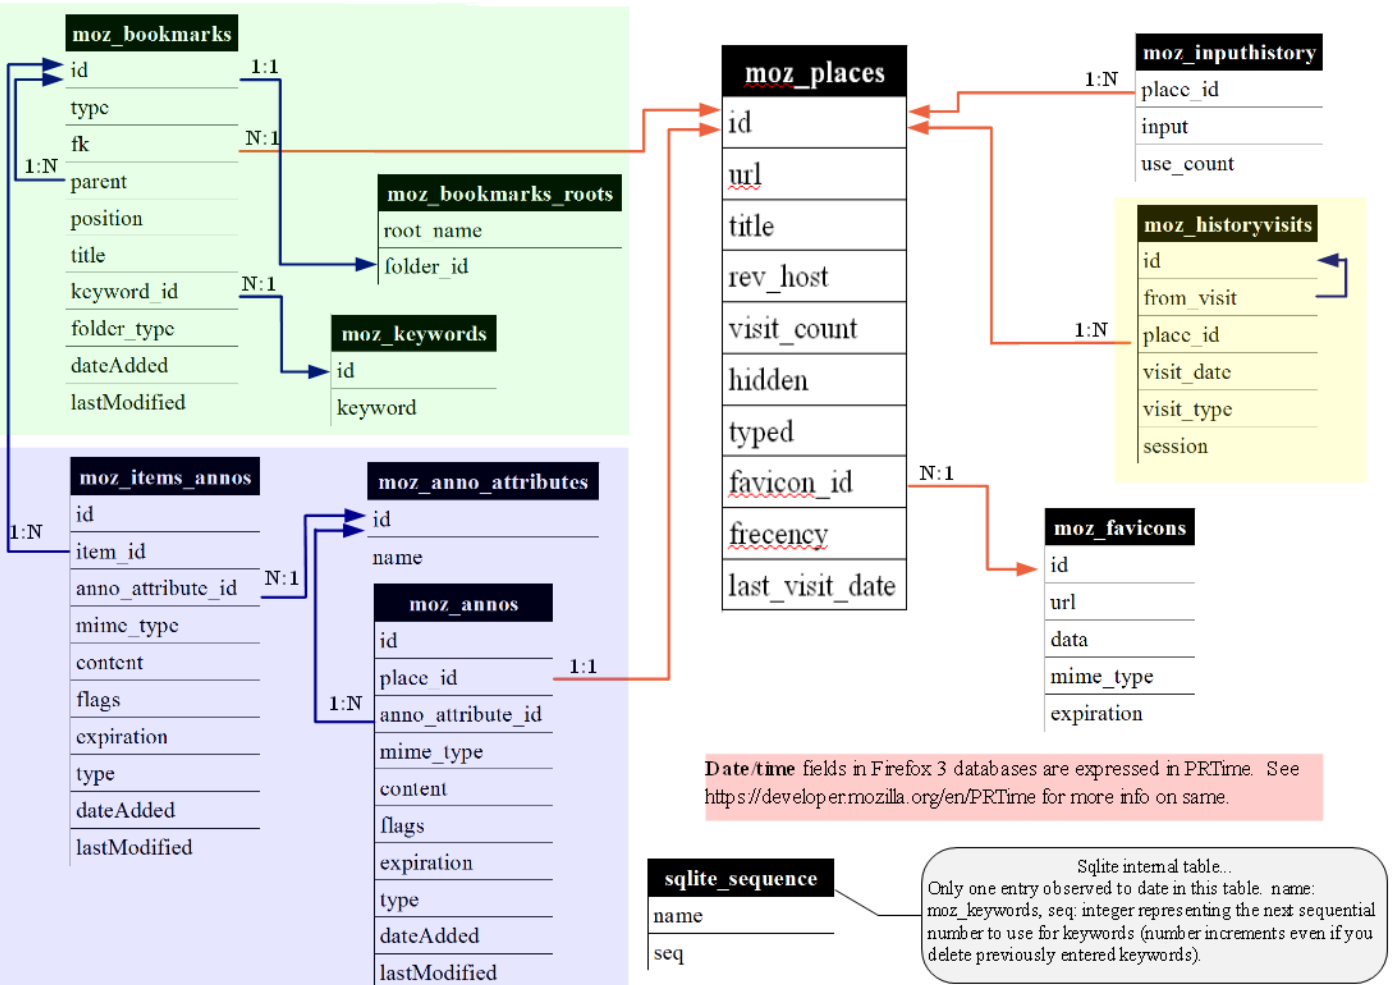 moz_bookmarks
id
type
fk
parent
position
title
keyword_id
folder_type
dateAdded
lastModified
1:1
N:1
1:N
N:1
moz_bookmarks_roots
root_name
folder_id
moz_keywords
id
keyword
moz_places
id
url
title
rev_host
visit_count
hidden
typed
favicon_id
frecency
last_visit_date
1:N
moz_inputhistory
place_id
input
use_count
moz_historyvisits
id
from_visit
place_id
visit_date
visit_type
session
1:N
N:1
moz_favicons
id
url
data
mime_type
expiration
moz_items_annos
id
item_id
anno_attribute_id
mime_type
content
flags
expiration
type
dateAdded
lastModified
1:N
N:1
moz_anno_attributes
id
name
moz_annos
id
place_id
anno_attribute_id
mime_type
content
flags
expiration
type
dateAdded
lastModified
1:1
1:N
Date/time fields in Firefox 3 databases are expressed in PRTime. See
https://developer.mozilla.org/en/PRTime for more info on same.
sqlite_sequence
name
seq
Sqlite internal table...
Only one entry observed to date in this table. name:
moz_keywords, seq: integer representing the next sequential
number to use for keywords (number increments even if you
delete previously entered keywords).